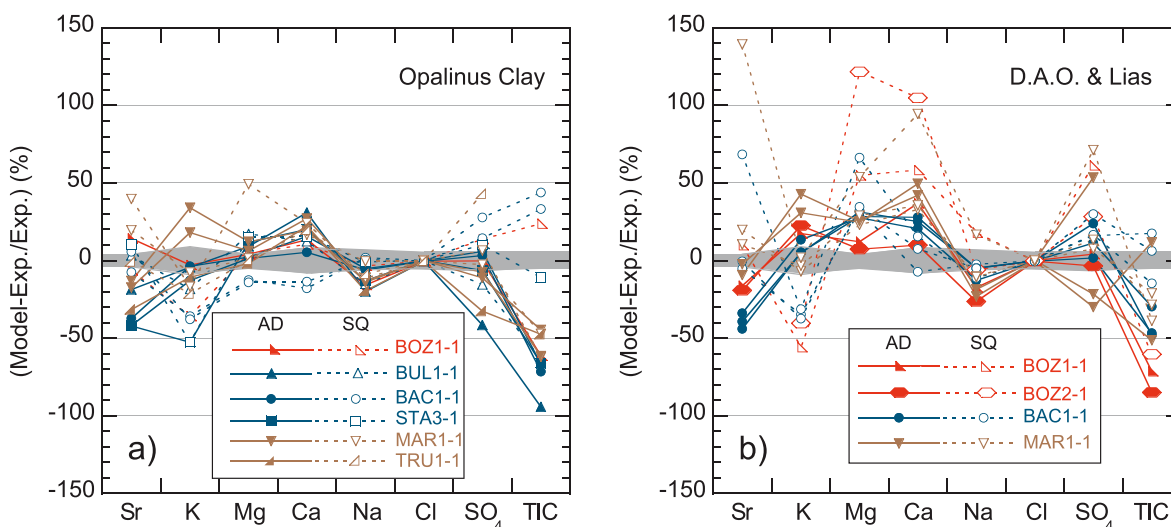 150
100
50
0
-50
-100
-150
(Model-Exp./Exp.) (%)
Opalinus Clay
AD SQ
BOZ1-1
BUL1-1
BAC1-1
STA3-1
MAR1-1
TRU1-1
a)
Sr K Mg Ca Na Cl SO4 TIC
150
100
50
0
-50
-100
-150
(Model-Exp./Exp.) (%)
D.A.O. & Lias
AD SQ
BOZ1-1
BOZ2-1
BAC1-1
MAR1-1
b)
Sr K Mg Ca Na Cl SO4 TIC